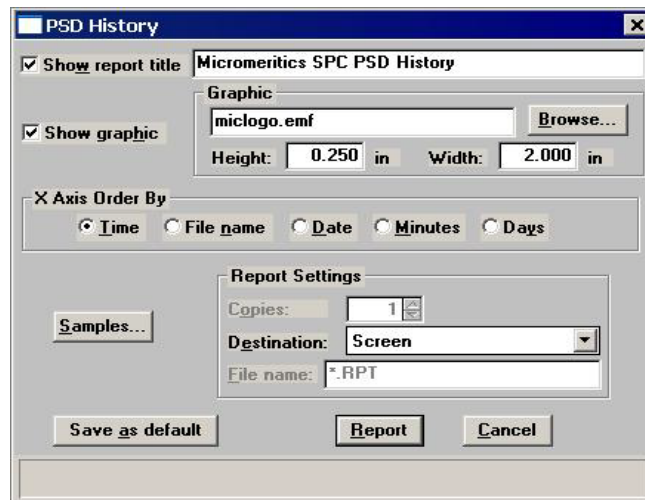 PSD History
Show report title Micromeritics SPC PSD History
Graphic
Show graphic miclogo.emf Browse...
Height: 0.250 in Width: 2.000 in
X Axis Order By
Time File name Date Minutes Days
Report Settings
Copies: 1
Samples...
Destination: Screen
File name: *.RPT
Save as default Report Cancel